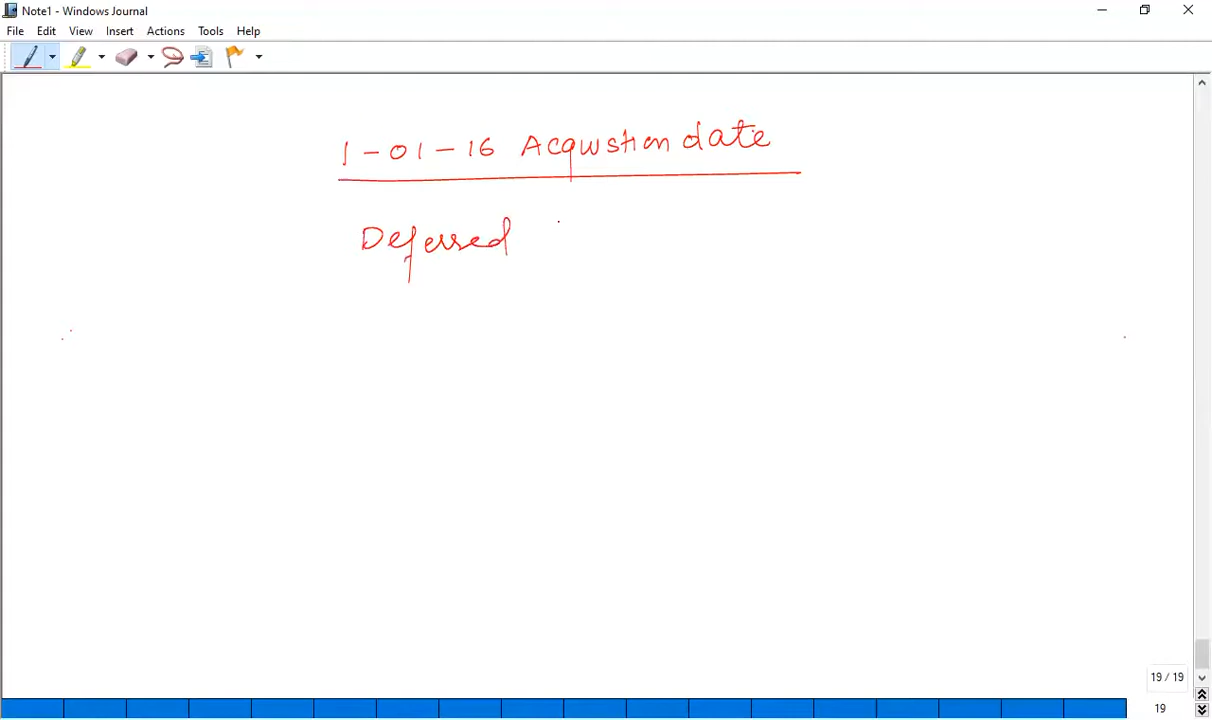 Note1 - Windows Journal
File Edit View Insert Actions Tools Help
1-01-16 Acqustion date
Deferred
19 / 19
19